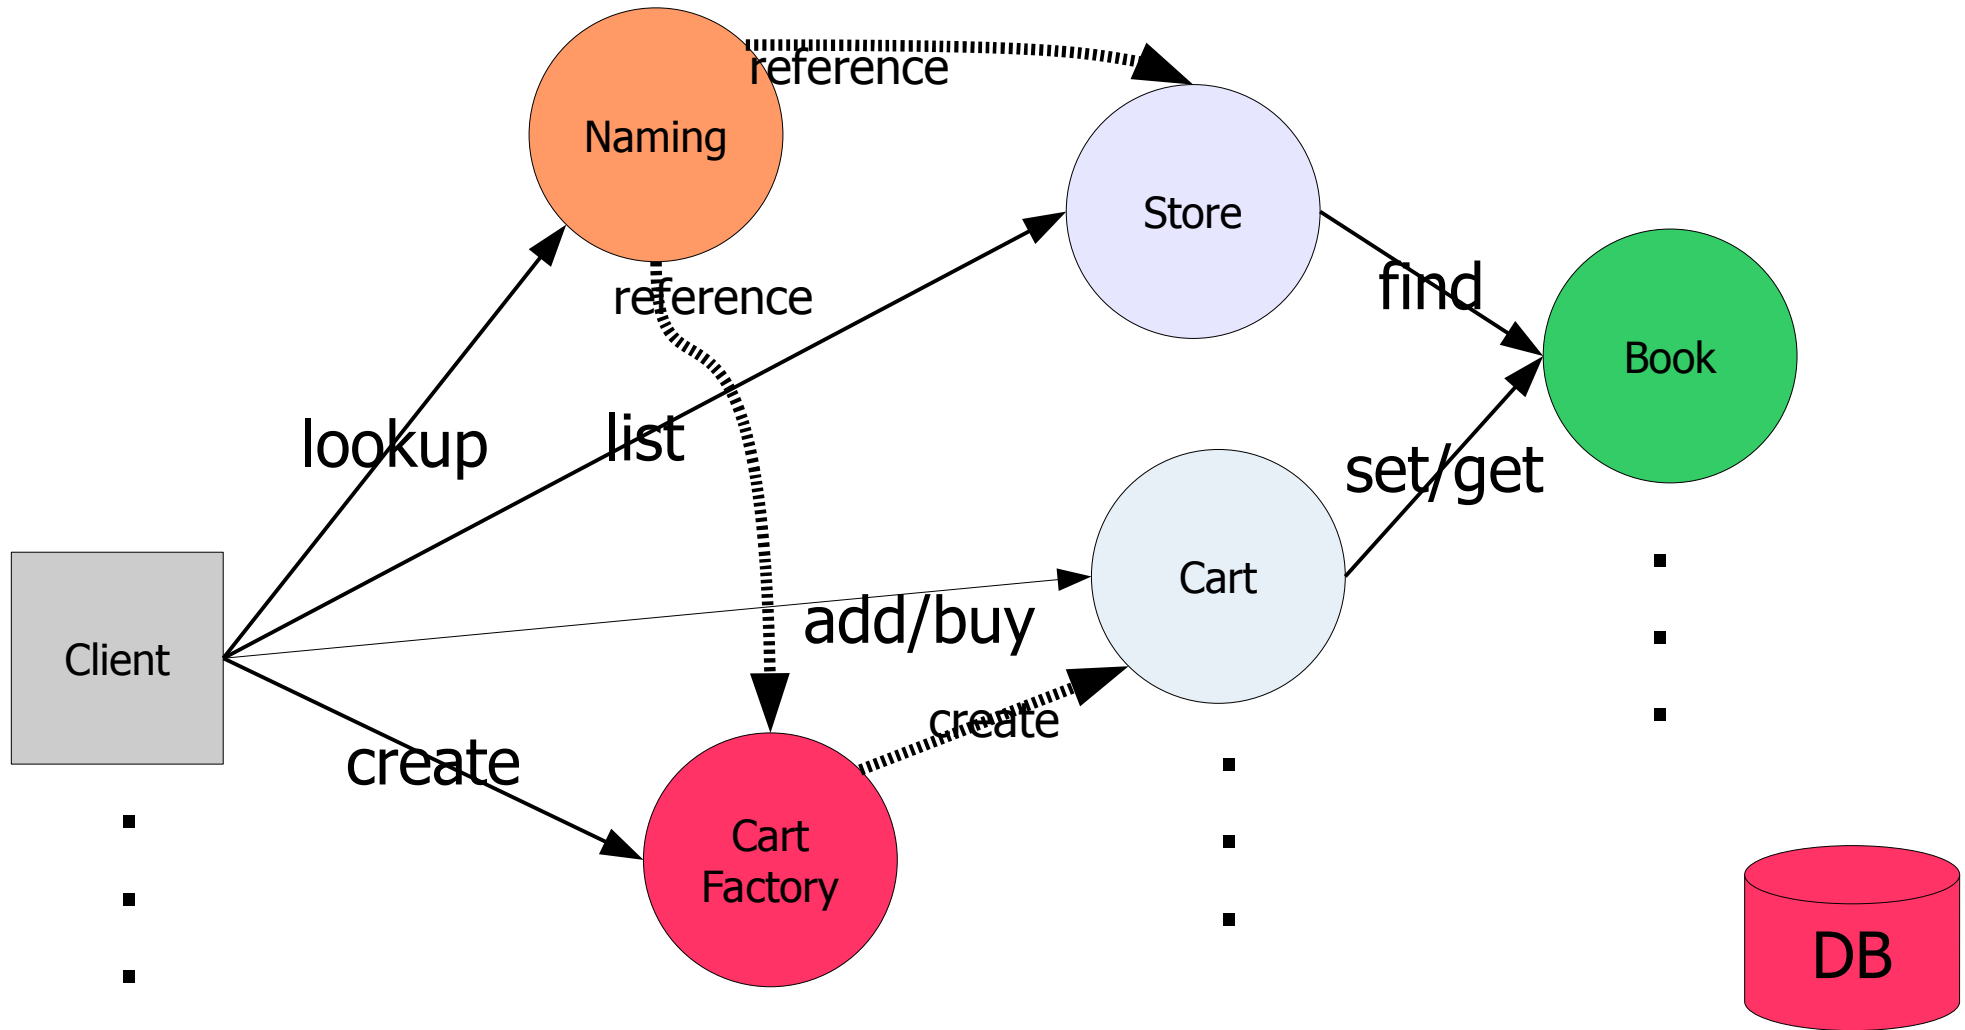 reference
Naming
Store
reference
find
Book
lookup
list
set/get
Cart
add/buy
Client
create
create
Cart
Factory
DB